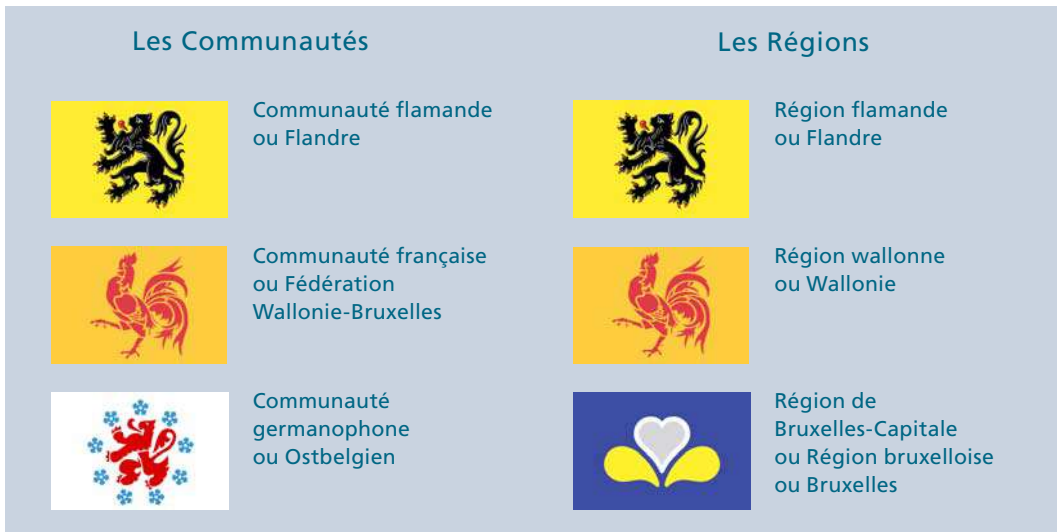 Les Communautés
Communauté flamande
ou Flandre
Communauté française
ou Fédération
Wallonie-Bruxelles
Communauté
germanophone
ou Ostbelgien
Les Régions
Région flamande
ou Flandre
Région wallonne
ou Wallonie
Région de
Bruxelles-Capitale
ou Région bruxelloise
ou Bruxelles